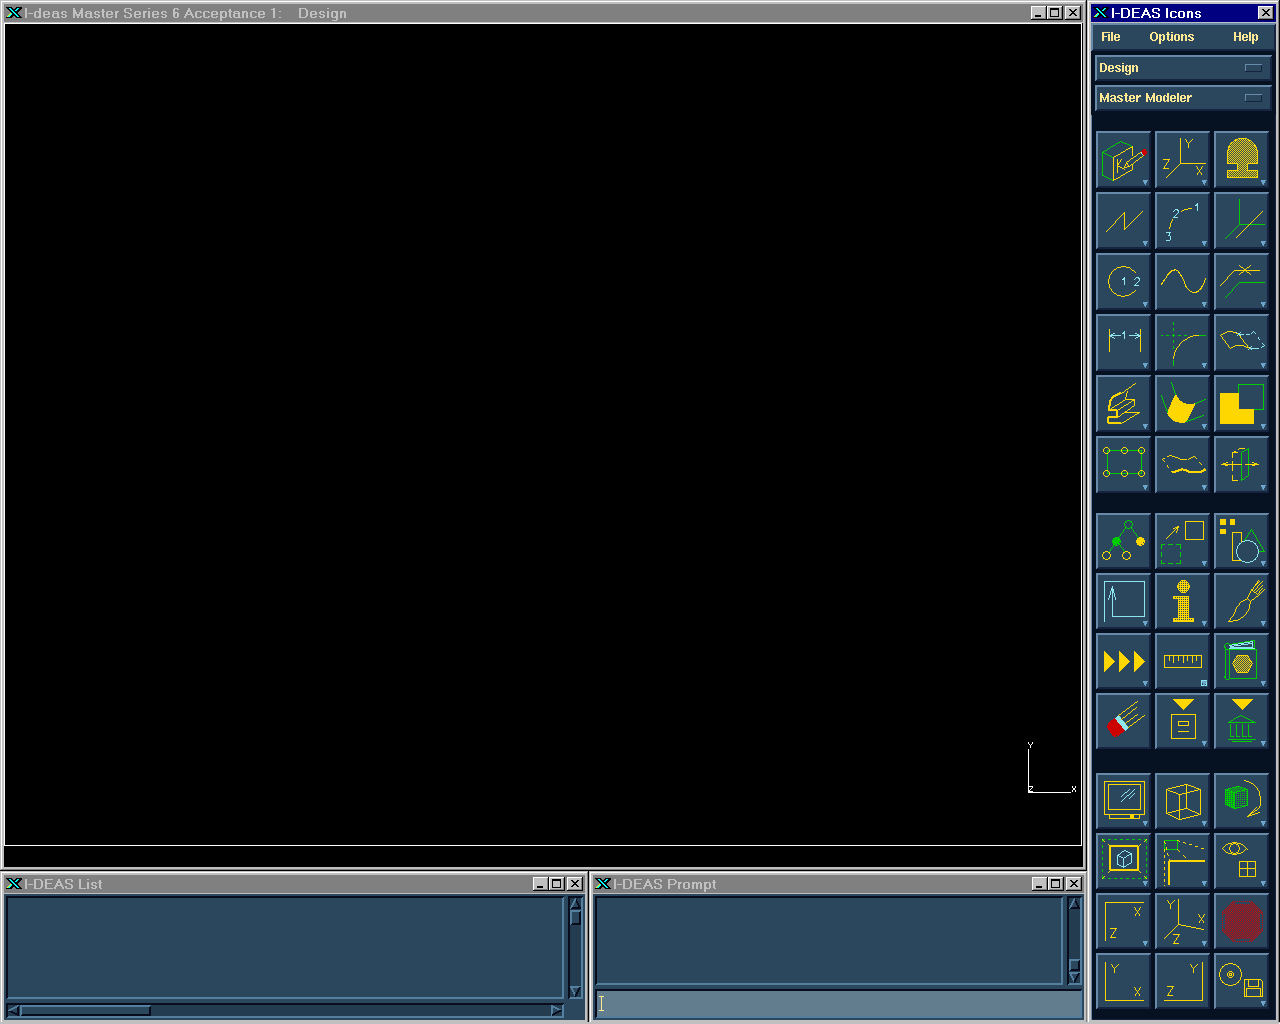 I-deas Master Series 6 Acceptance 1: Design
I-DEAS Icons
File Options Help
Design
Master Modeler
Y
Z
X
K
2 1
3
1 2
1
Y
X
Z
X
Z
Y
X
Z
Y
X
Y
Z
I-DEAS List
I-DEAS Prompt